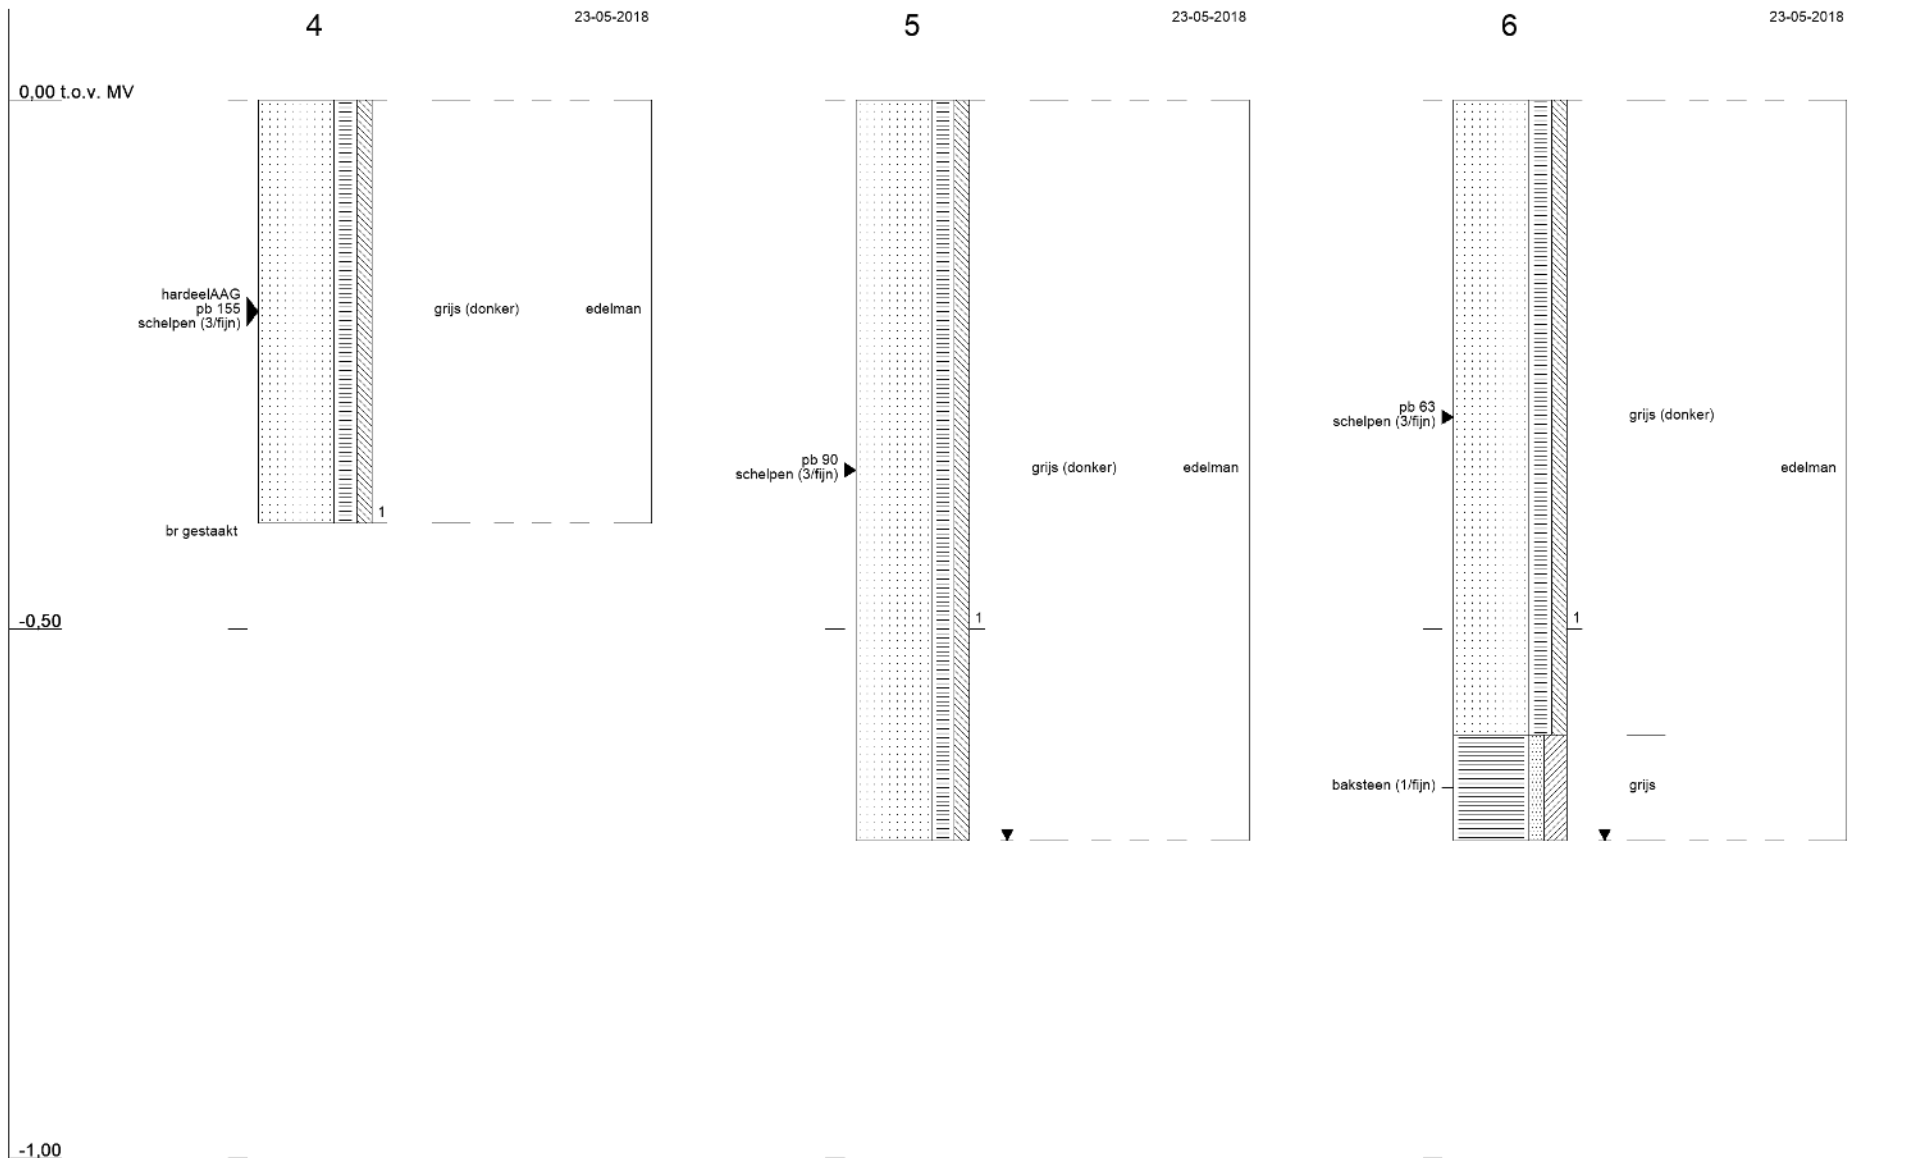 4
23-05-2018
5
23-05-2018
6
23-05-2018
0,00 t.o.v. MV
hardeelAAG
pb 155
schelpen (3/fijn)
grijs (donker)
edelman
1
br gestaakt
pb 90
schelpen (3/fijn)
grijs (donker)
edelman
1
pb 63
schelpen (3/fijn)
grijs (donker)
edelman
1
baksteen (1/fijn)
grijs
-0,50
-1,00